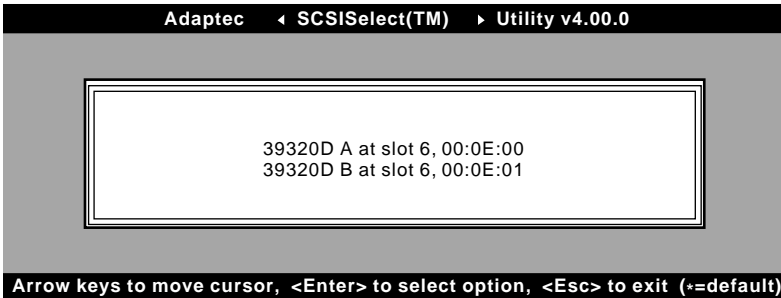 Adaptec ◂ SCSISelect(TM) ▸ Utility v4.00.0
39320D A at slot 6, 00:0E:00
39320D B at slot 6, 00:0E:01
Arrow keys to move cursor, <Enter> to select option, <Esc> to exit (*=default)